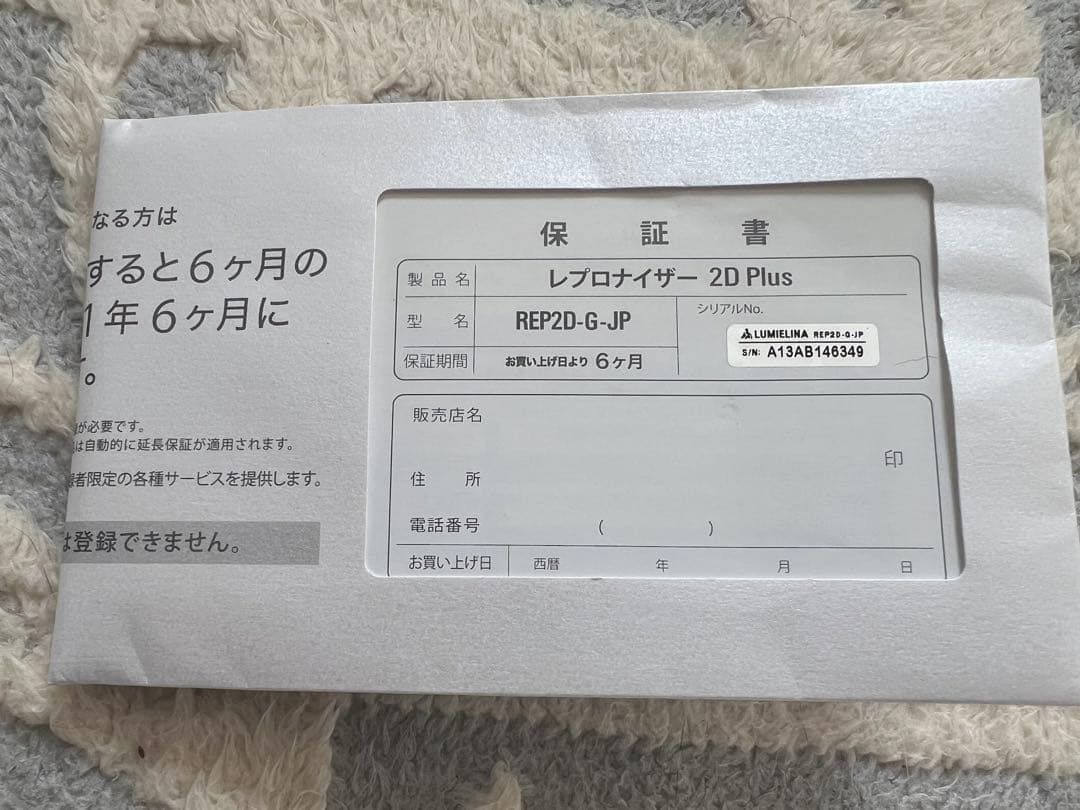 なる方は
すると6ヶ月の
1年6ヶ月に
。
が必要です。
は自動的に延長保証が適用されます。
者限定の各種サービスを提供します。
は登録できません。
保証書
製品名 レプロナイザー 2D Plus
型名 REP2D-G-JP
シリアルNo.
LUMIELINA REP2D-G-JP
S/N: A13AB146349
保証期間 お買い上げ日より 6ヶ月
販売店名
印
住所
電話番号 ( )
お買い上げ日 西暦 年 月 日